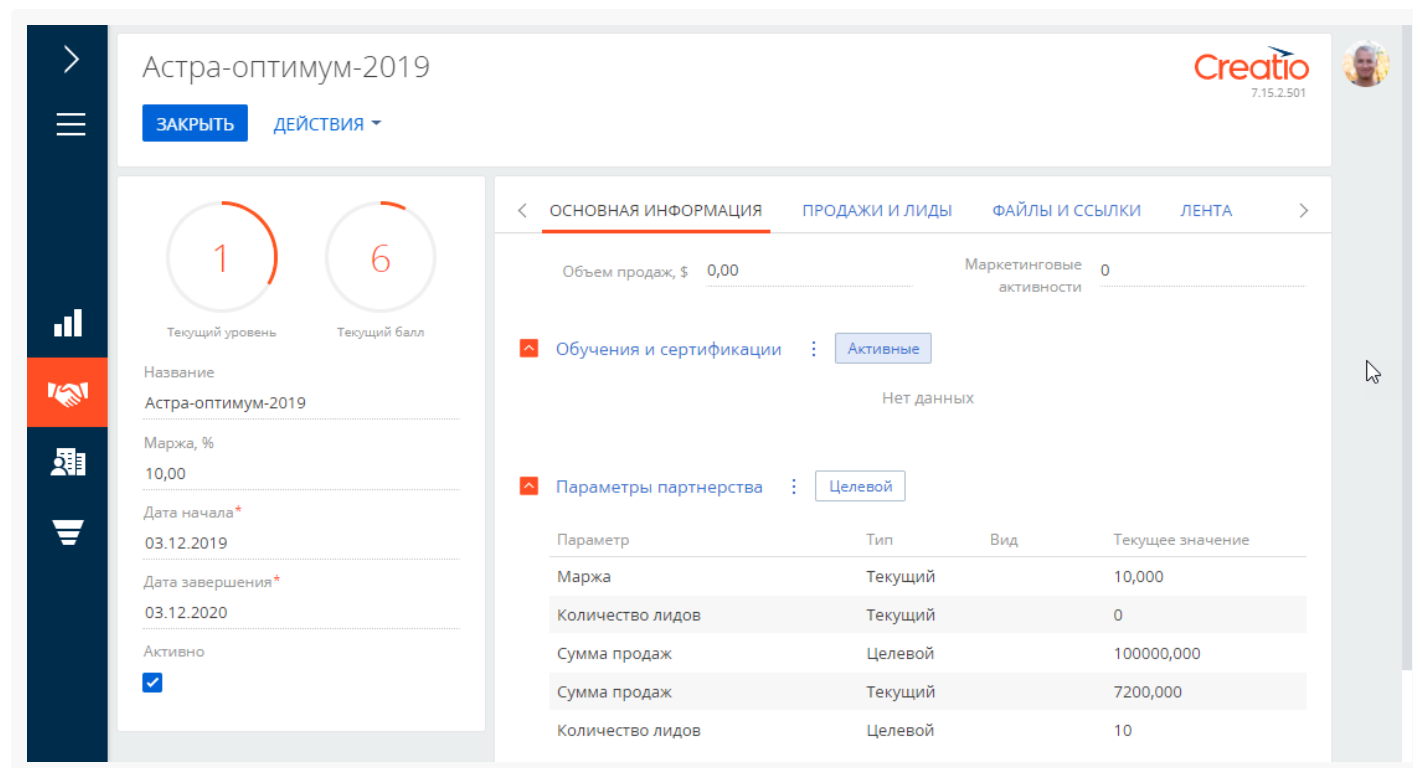 Астра-оптимум-2019
Creatio
7.15.2.501
ЗАКРЫТЬ ДЕЙСТВИЯ
1 6
Текущий уровень Текущий балл
Название
Астра-оптимум-2019
Маржа, %
10,00
Дата начала*
03.12.2019
Дата завершения*
03.12.2020
Активно
ОСНОВНАЯ ИНФОРМАЦИЯ ПРОДАЖИ И ЛИДЫ ФАЙЛЫ И ССЫЛКИ ЛЕНТА
Объем продаж, $ 0,00
Маркетинговые
активности 0
Обучения и сертификации Активные
Нет данных
Параметры партнерства Целевой
Параметр Тип Вид Текущее значение
Маржа Текущий 10,000
Количество лидов Текущий 0
Сумма продаж Целевой 100000,000
Сумма продаж Текущий 7200,000
Количество лидов Целевой 10